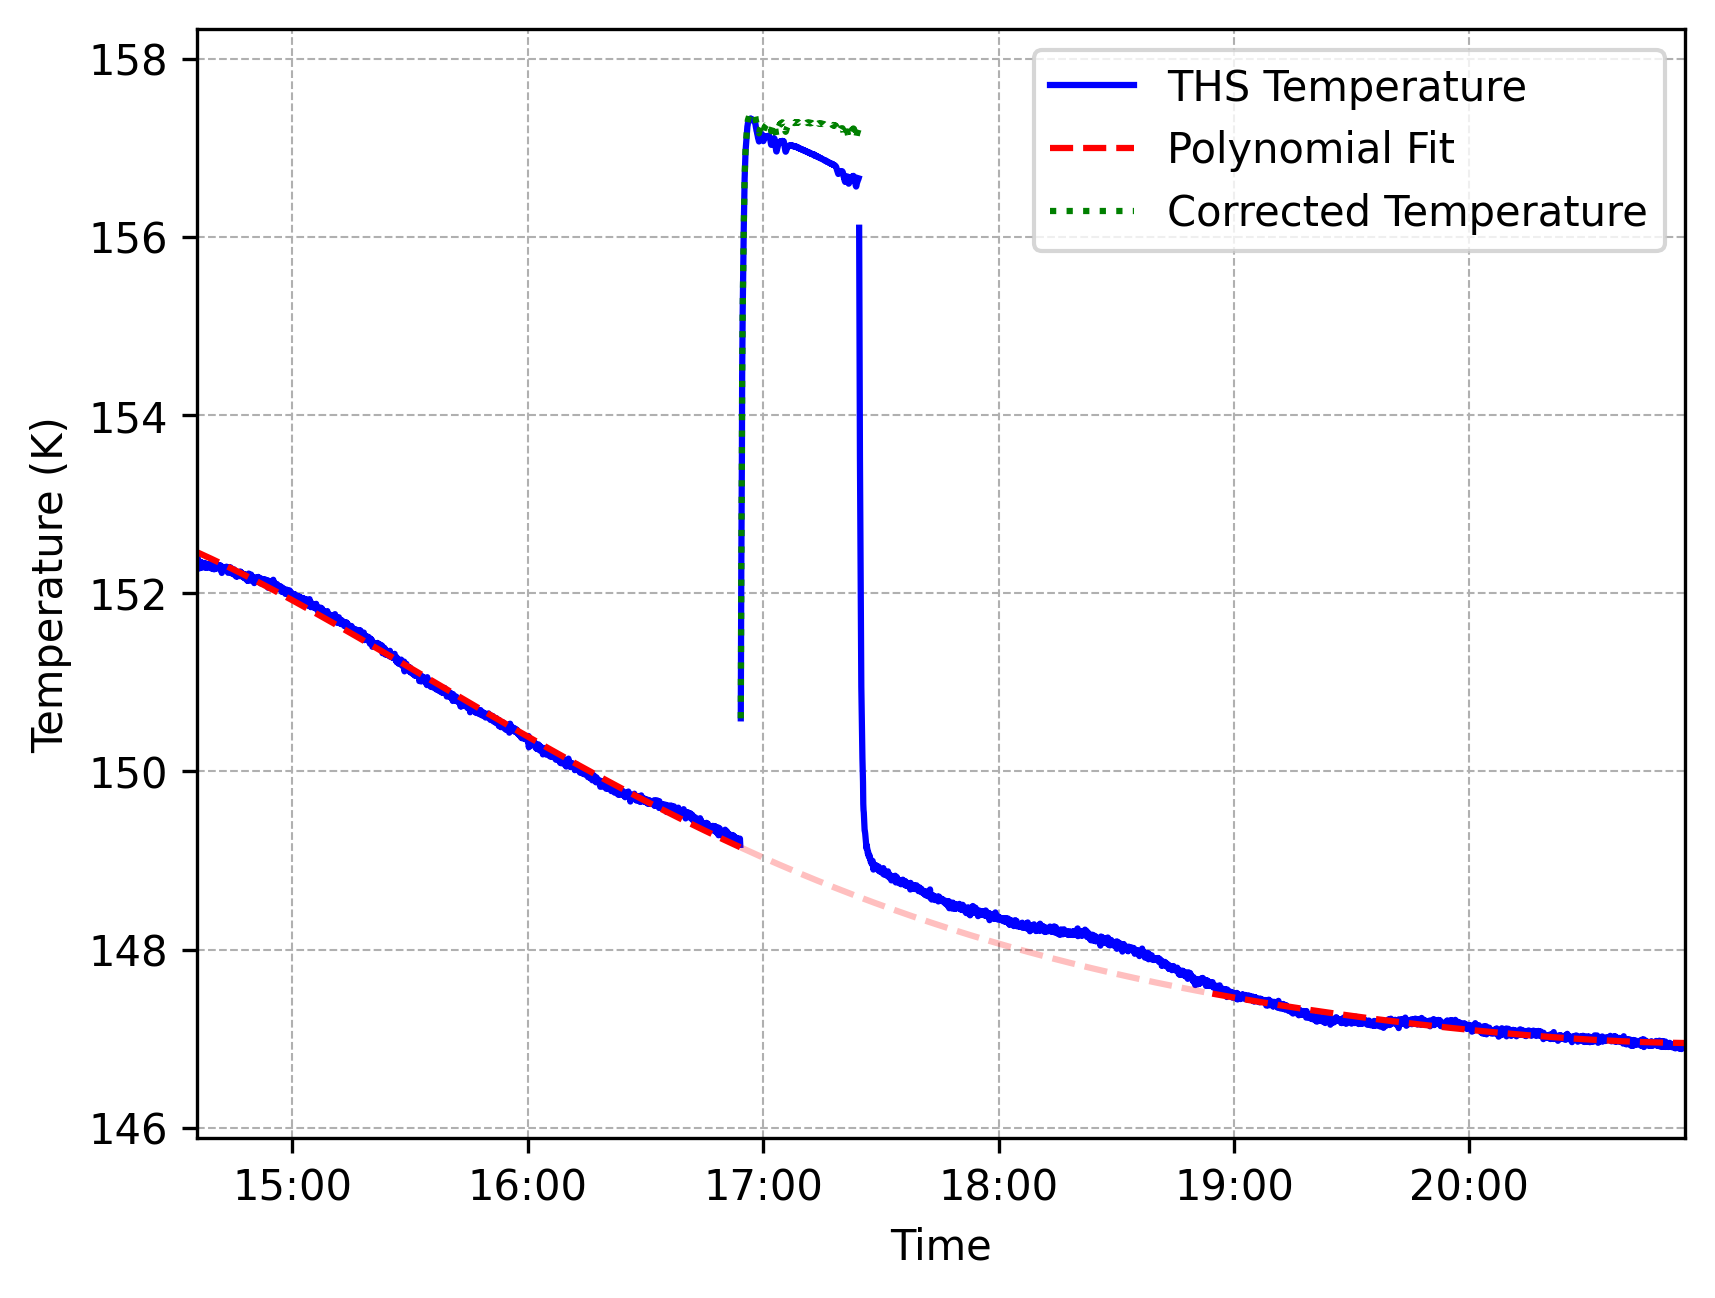 158
156
154
152
150
148
146
Temperature (K)
THS Temperature
Polynomial Fit
Corrected Temperature
15:00 16:00 17:00 18:00 19:00 20:00
Time